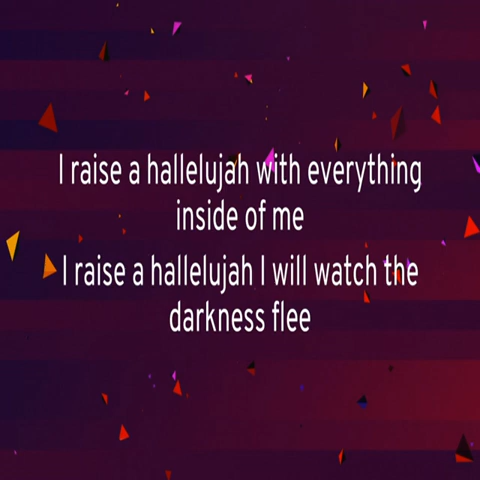 I raise a hallelujah with everything
inside of me
I raise a hallelujah I will watch the
darkness flee